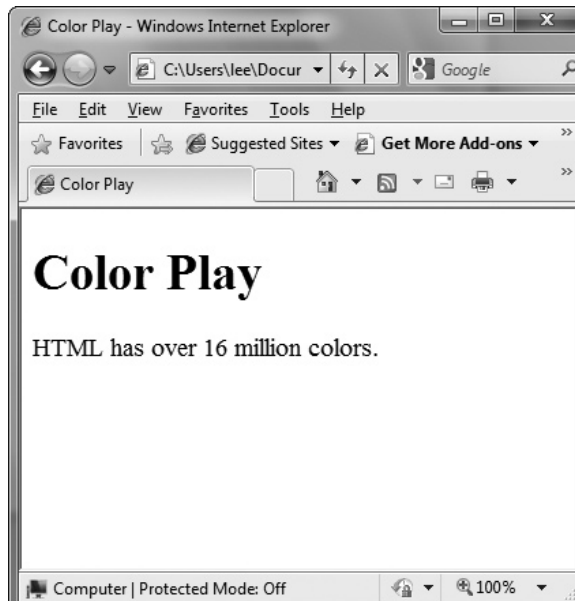 Color Play - Windows Internet Explorer
C:\Users\lee\Docur
Google
File Edit View Favorites Tools Help
Favorites Suggested Sites Get More Add-ons »
Color Play »
Color Play
HTML has over 16 million colors.
Computer | Protected Mode: Off 100%